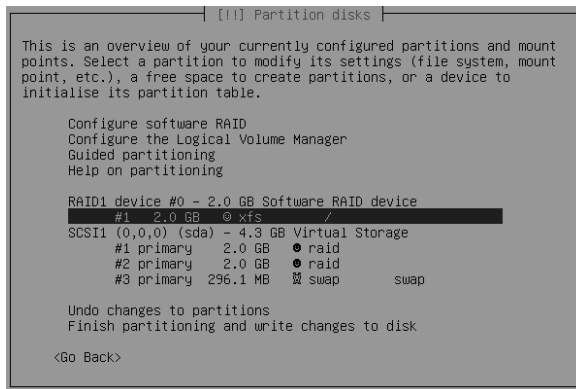 [!!] Partition disks
This is an overview of your currently configured partitions and mount
points. Select a partition to modify its settings (file system, mount
point, etc.), a free space to create partitions, or a device to
initialise its partition table.
Configure software RAID
Configure the Logical Volume Manager
Guided partitioning
Help on partitioning
RAID1 device #0 – 2.0 GB Software RAID device
#1 2.0 GB ☺ xfs /
SCSI1 (0,0,0) (sda) – 4.3 GB Virtual Storage
#1 primary 2.0 GB ☻ raid
#2 primary 2.0 GB ☻ raid
#3 primary 296.1 MB swap swap
Undo changes to partitions
Finish partitioning and write changes to disk
<Go Back>